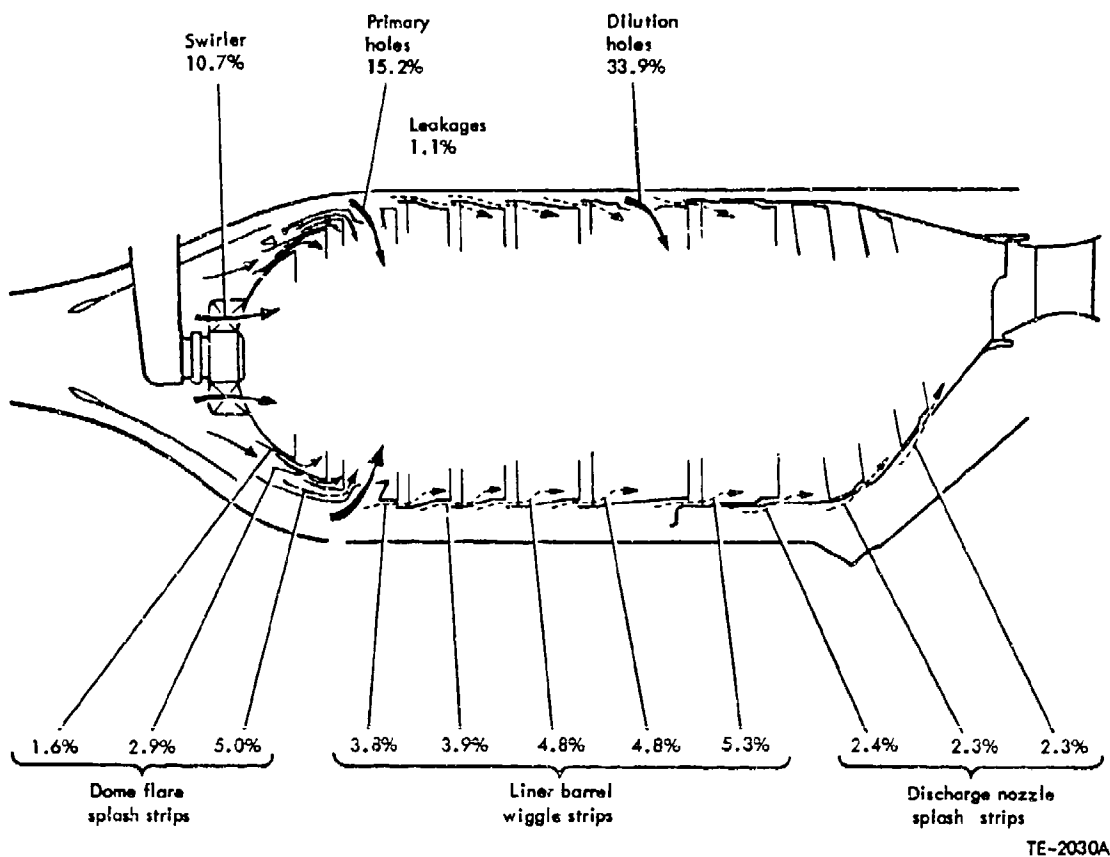 Swirler
10.7%
Primary
holes
15.2%
Dilution
holes
33.9%
Leakages
1.1%
1.6%
2.9%
5.0%
3.8%
3.9%
4.8%
4.8%
5.3%
2.4%
2.3%
2.3%
Dome flare
splash strips
Liner barrel
wiggle strips
Discharge nozzle
splash strips
TE-2030A